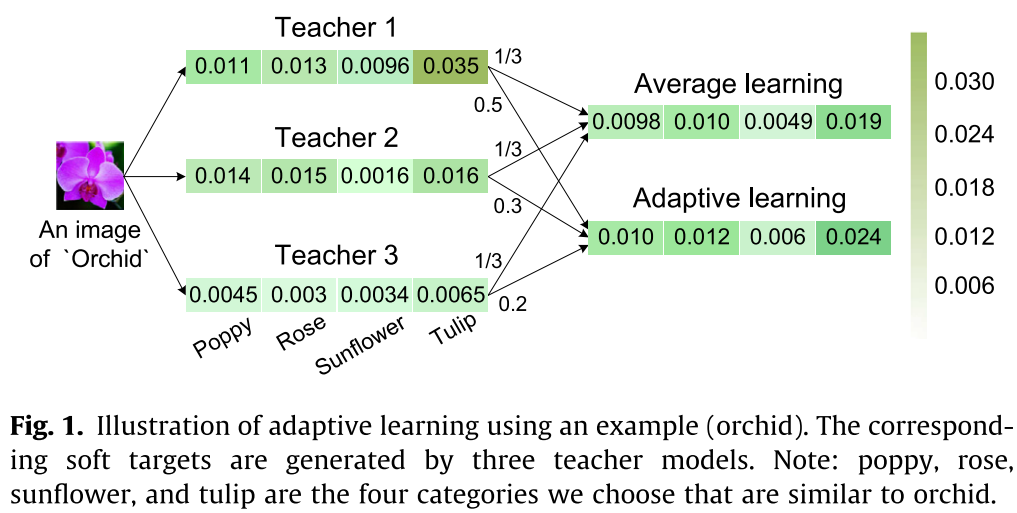 Teacher 1
0.011 0.013 0.0096 0.035
1/3
0.5
Teacher 2
0.014 0.015 0.0016 0.016
1/3
0.3
Teacher 3
0.0045 0.003 0.0034 0.0065
1/3
0.2
Poppy Rose Sunflower Tulip
An image
of `Orchid`
Average learning
0.0098 0.010 0.0049 0.019
Adaptive learning
0.010 0.012 0.006 0.024
0.030
0.024
0.018
0.012
0.006
Fig. 1. Illustration of adaptive learning using an example (orchid). The correspond-
ing soft targets are generated by three teacher models. Note: poppy, rose,
sunflower, and tulip are the four categories we choose that are similar to orchid.